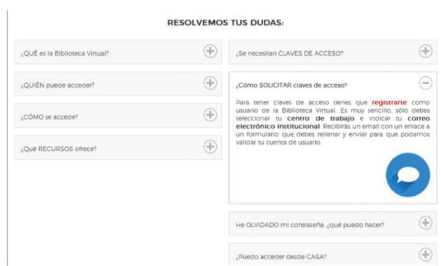 RESOLVEMOS TUS DUDAS:
¿QUÉ es la Biblioteca Virtual?
¿QUIÉN puede acceder?
¿CÓMO se accede?
¿Qué RECURSOS ofrece?
¿Se necesitan CLAVES DE ACCESO?
¿Cómo SOLICITAR claves de acceso?
Para tener claves de acceso tienes que registrarte como
usuario de la Biblioteca Virtual. Es muy sencillo, sólo debes
seleccionar tu centro de trabajo e indicar tu correo
electrónico institucional. Recibirás un email con un enlace a
un formulario que debes rellenar y enviar para que podamos
validar tu cuenta de usuario.
He OLVIDADO mi contraseña, ¿qué puedo hacer?
¿Puedo acceder desde CASA?